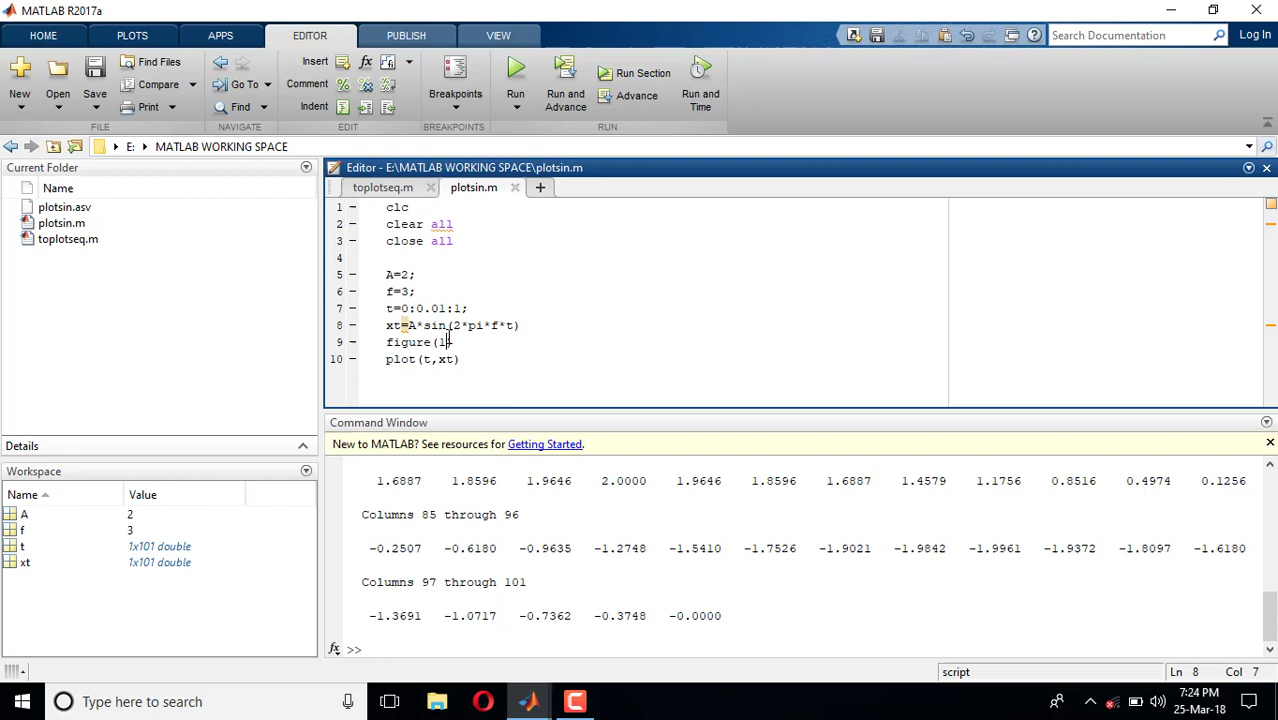 MATLAB R2017a
HOME PLOTS APPS EDITOR PUBLISH VIEW Search Documentation Log In
New Open Save Find Files Compare Print
Go To Find
Insert fx
Comment % %
Indent
Breakpoints
Run Run and Advance Run Section Advance Run and Time
FILE NAVIGATE EDIT BREAKPOINTS RUN
E: MATLAB WORKING SPACE
Current Folder
Name
plotsin.asv
plotsin.m
toplotseq.m
Details
Workspace
Name Value
A 2
f 3
t 1x101 double
xt 1x101 double
Editor - E:\MATLAB WORKING SPACE\plotsin.m
toplotseq.m plotsin.m
1 clc
2 clear all
3 close all
4
5 A=2;
6 f=3;
7 t=0:0.01:1;
8 xt=A*sin(2*pi*f*t)
9 figure(1)
10 plot(t,xt)
Command Window
New to MATLAB? See resources for Getting Started.
1.6887 1.8596 1.9646 2.0000 1.9646 1.8596 1.6887 1.4579 1.1756 0.8516 0.4974 0.1256
Columns 85 through 96
-0.2507 -0.6180 -0.9635 -1.2748 -1.5410 -1.7526 -1.9021 -1.9842 -1.9961 -1.9372 -1.8097 -1.6180
Columns 97 through 101
-1.3691 -1.0717 -0.7362 -0.3748 -0.0000
fx >>
script Ln 8 Col 7
Type here to search
7:24 PM
25-Mar-18